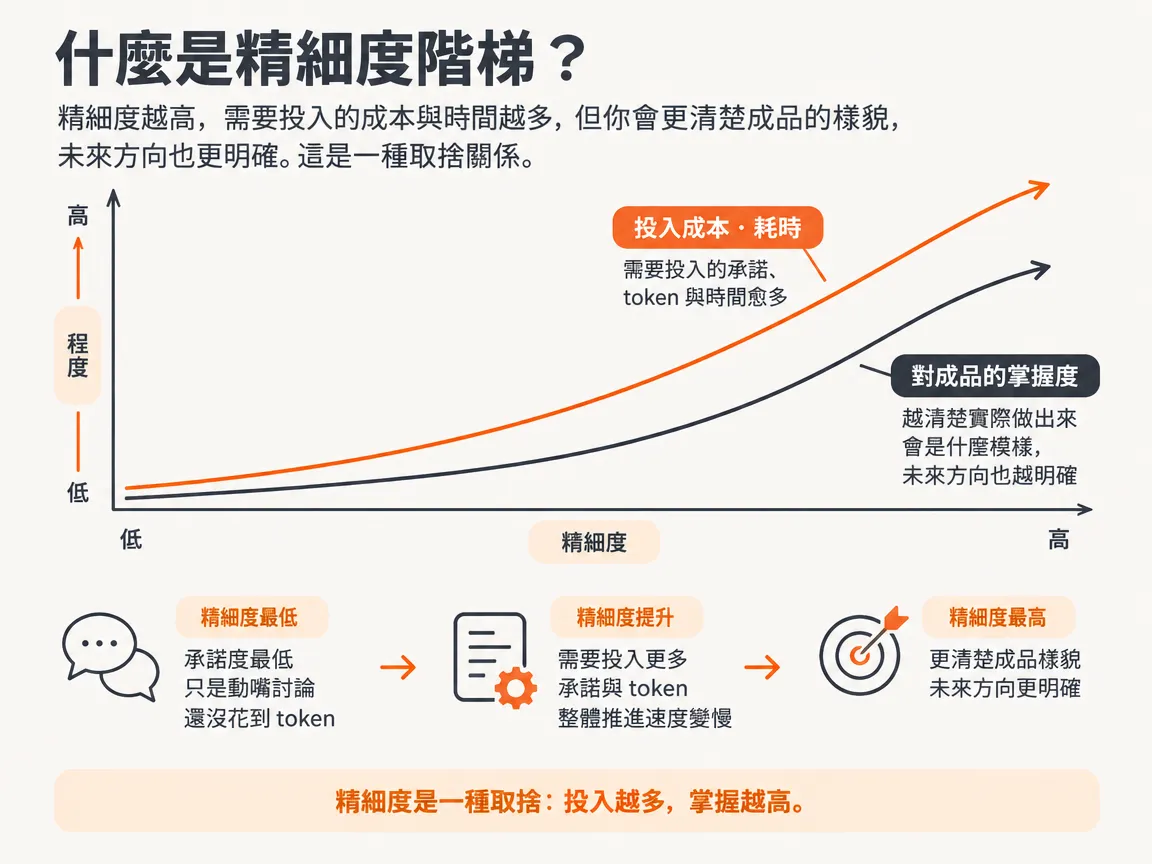 什麼是精細度階梯？
精細度越高，需要投入的成本與時間越多，但你會更清楚成品的樣貌，
未來方向也更明確。這是一種取捨關係。
高
程度
低
投入成本・耗時
需要投入的承諾、
token 與時間愈多
對成品的掌握度
越清楚實際做出來
會是什麼模樣，
未來方向也越明確
低
精細度
高
精細度最低
承諾度最低
只是動嘴討論
還沒花到 token
精細度提升
需要投入更多
承諾與 token
整體推進速度變慢
精細度最高
更清楚成品樣貌
未來方向更明確
精細度是一種取捨：投入越多，掌握越高。